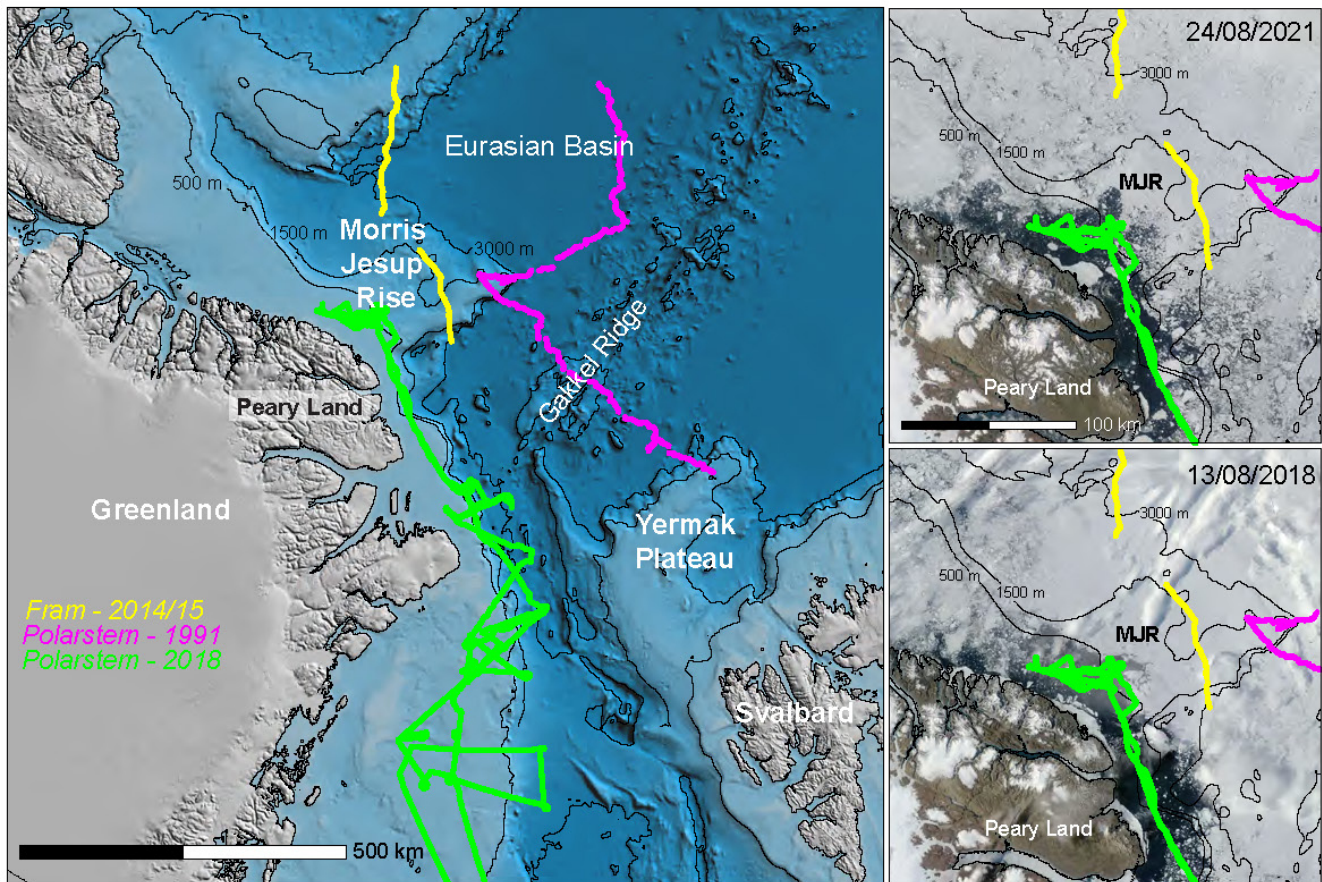 Eurasian Basin
500 m
1500 m
3000 m
Morris
Jesup
Rise
Gakkel Ridge
Peary Land
Greenland
Yermak
Plateau
Fram - 2014/15
Polarstern - 1991
Polarstern - 2018
Svalbard
500 km
24/08/2021
3000 m
500 m
1500 m
MJR
Peary Land
100 km
13/08/2018
3000 m
500 m
1500 m
MJR
Peary Land